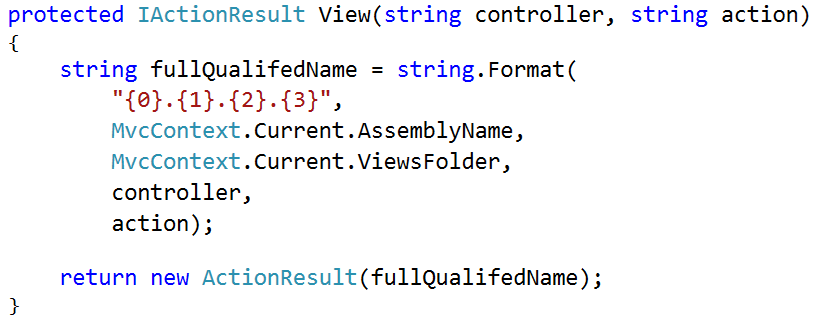 protected IActionResult View(string controller, string action)
{
    string fullQualifedName = string.Format(
        "{0}.{1}.{2}.{3}",
        MvcContext.Current.AssemblyName,
        MvcContext.Current.ViewsFolder,
        controller,
        action);

    return new ActionResult(fullQualifedName);
}